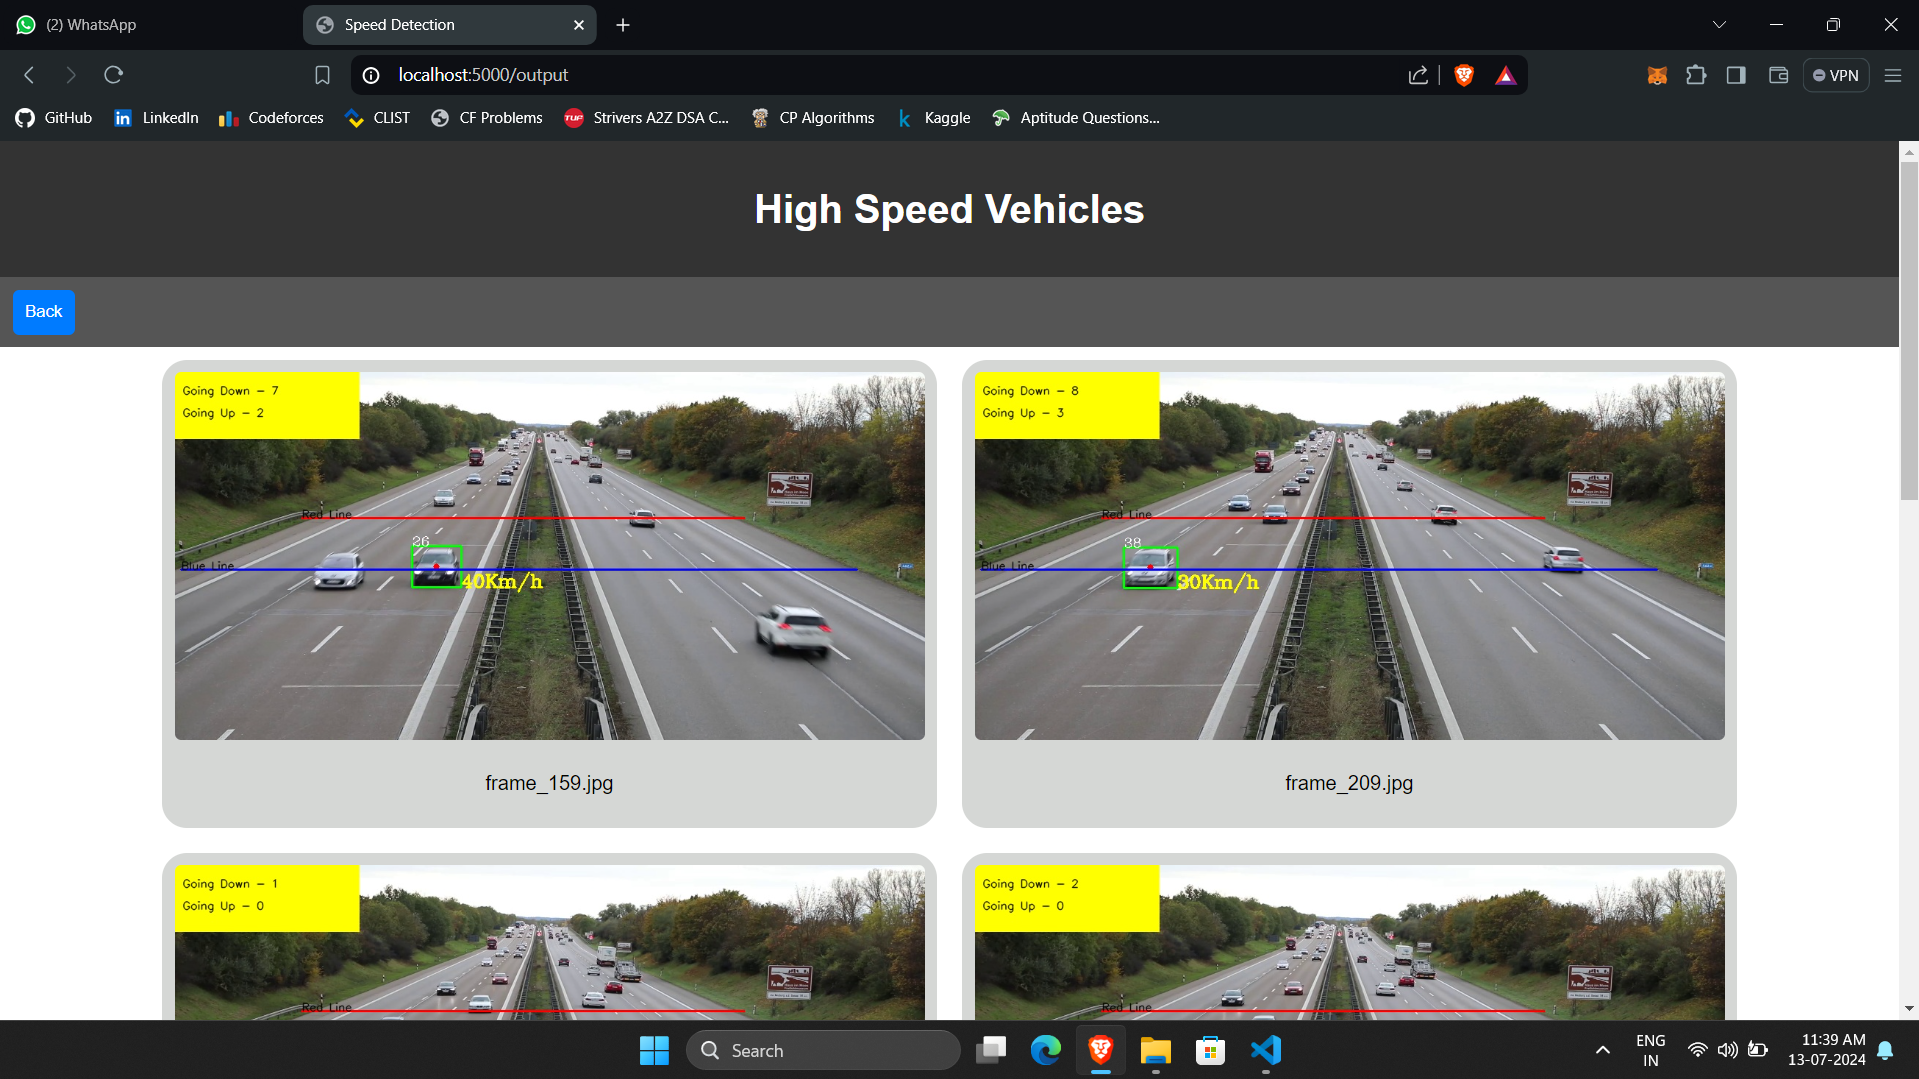 (2) WhatsApp
Speed Detection
localhost:5000/output
VPN
GitHub
LinkedIn
Codeforces
CLIST
CF Problems
TUF
Strivers A2Z DSA C...
CP Algorithms
Kaggle
Aptitude Questions...
High Speed Vehicles
Back
Going Down - 7
Going Up - 2
Red Line
26
Blue Line
40Km/h
frame_159.jpg
Going Down - 8
Going Up - 3
Red Line
38
Blue Line
30Km/h
frame_209.jpg
Going Down - 1
Going Up - 0
Red Line
Going Down - 2
Going Up - 0
Red Line
Search
ENG
IN
11:39 AM
13-07-2024